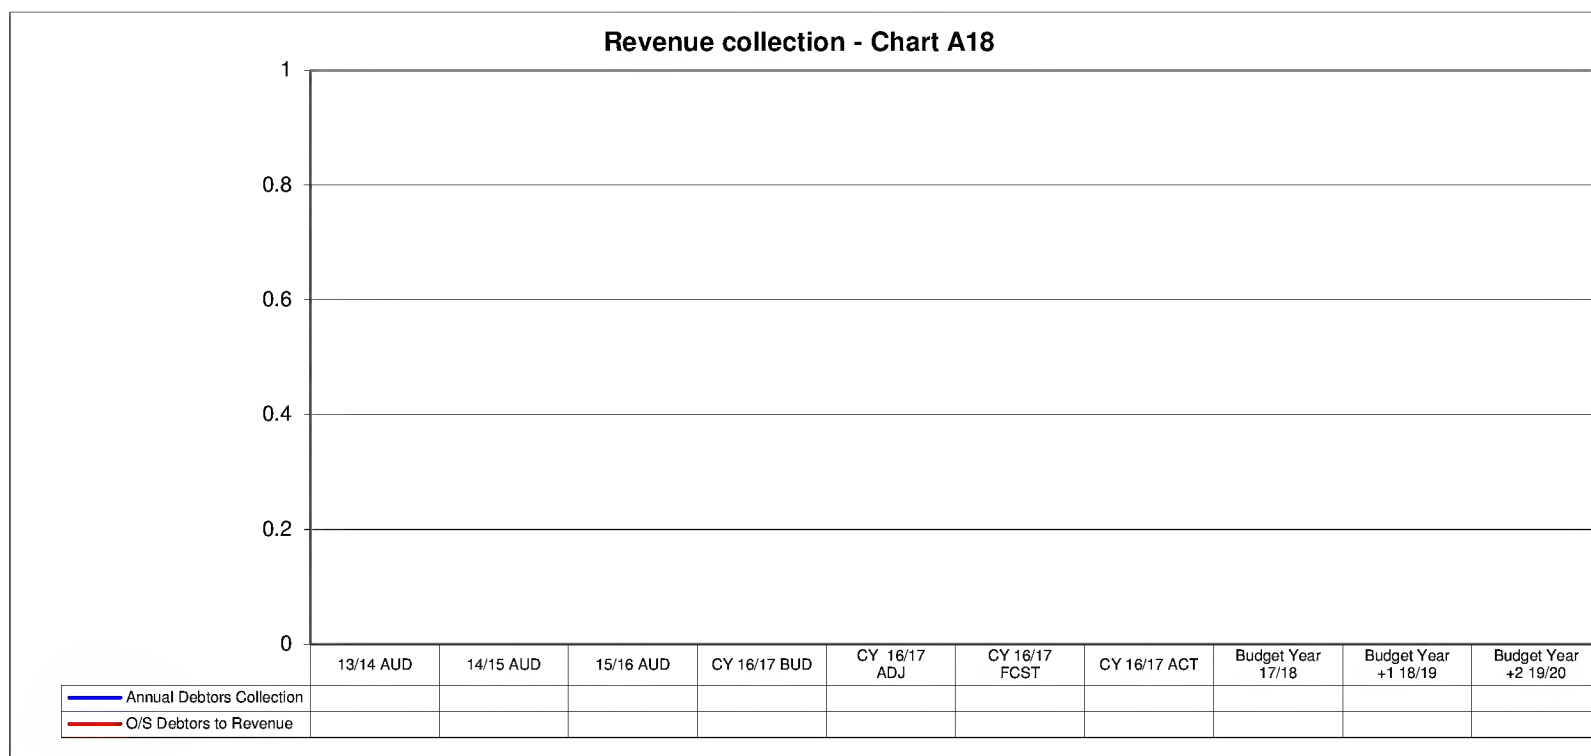 Revenue collection - Chart A18
1
0.8
0.6
0.4
0.2
0
13/14 AUD
14/15 AUD
15/16 AUD
CY 16/17 BUD
CY 16/17
ADJ
CY 16/17
FCST
CY 16/17 ACT
Budget Year
17/18
Budget Year
+1 18/19
Budget Year
+2 19/20
Annual Debtors Collection
O/S Debtors to Revenue